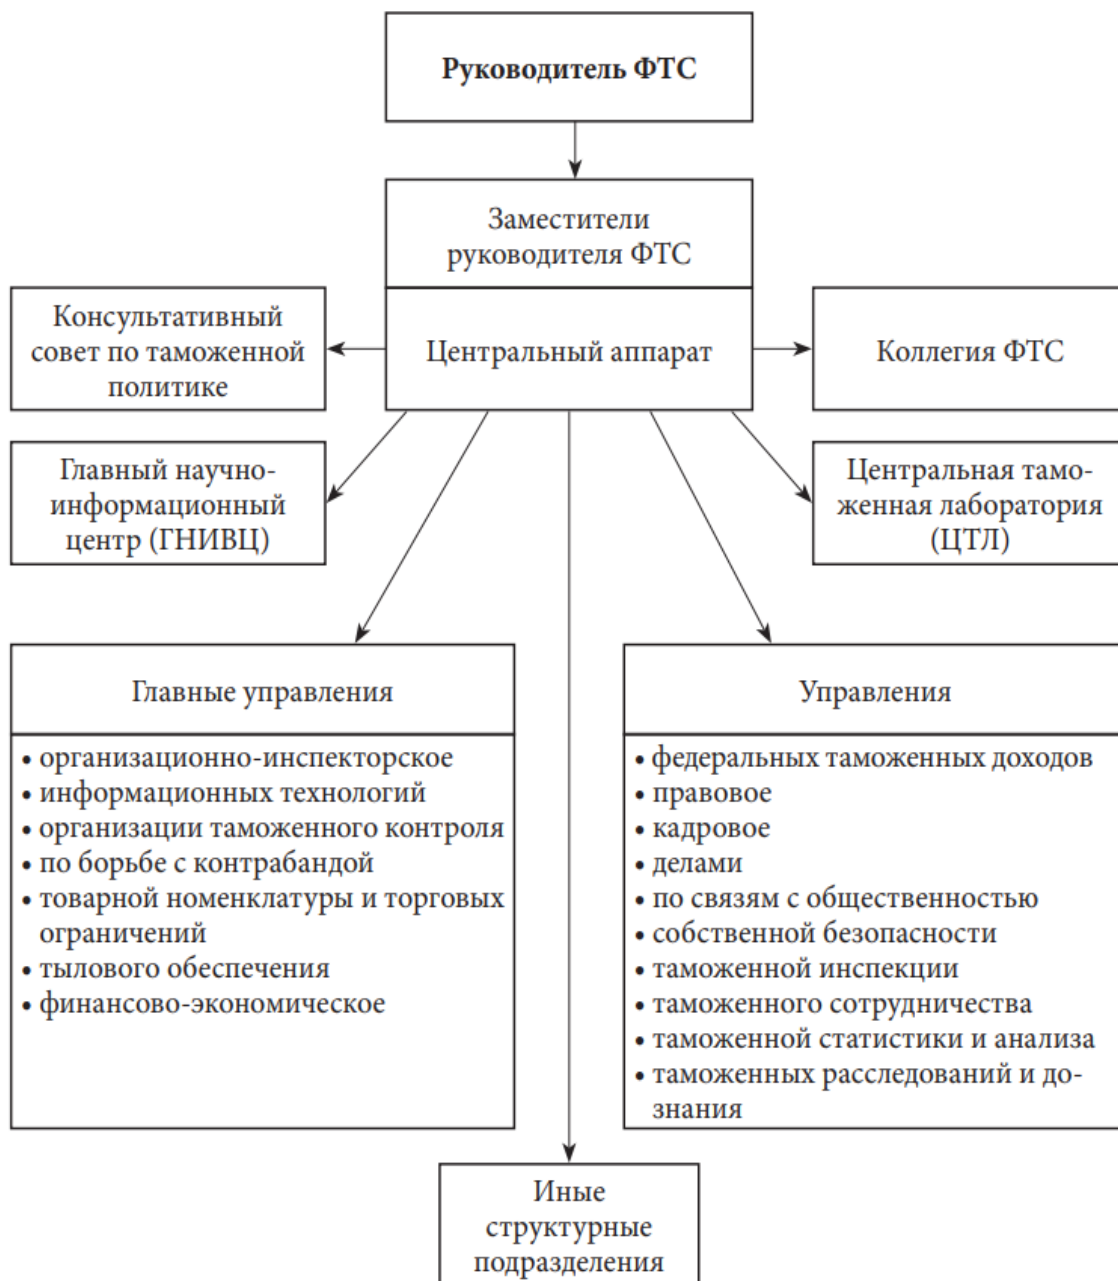 Руководитель ФТС
Заместители
руководителя ФТС
Консультативный
совет по таможенной
политике
Центральный аппарат
Коллегия ФТС
Главный научно-
информационный
центр (ГНИВЦ)
Центральная тамо-
женная лаборатория
(ЦТЛ)
Главные управления
• организационно-инспекторское
• информационных технологий
• организации таможенного контроля
• по борьбе с контрабандой
• товарной номенклатуры и торговых
ограничений
• тылового обеспечения
• финансово-экономическое
Управления
• федеральных таможенных доходов
• правовое
• кадровое
• делами
• по связям с общественностью
• собственной безопасности
• таможенной инспекции
• таможенного сотрудничества
• таможенной статистики и анализа
• таможенных расследований и до-
знания
Иные
структурные
подразделения